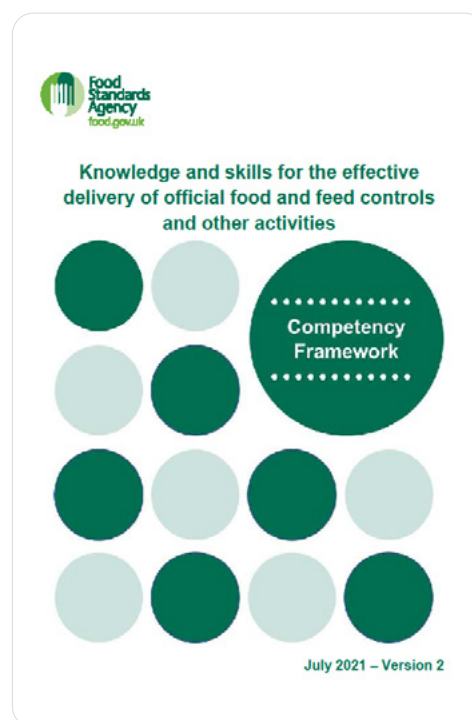 Food
Standards
Agency
food.gov.uk
Knowledge and skills for the effective
delivery of official food and feed controls
and other activities
Competency
Framework
July 2021 – Version 2